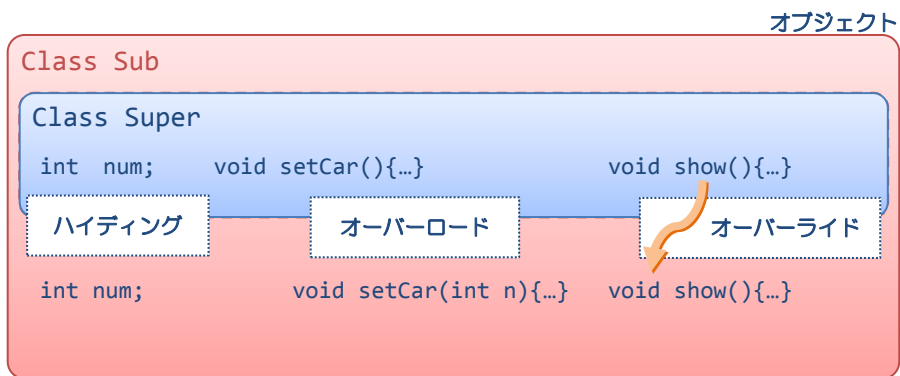 オブジェクト
Class Sub
Class Super
int num; void setCar(){…} void show(){…}
ハイディング オーバーロード オーバーライド
int num; void setCar(int n){…} void show(){…}